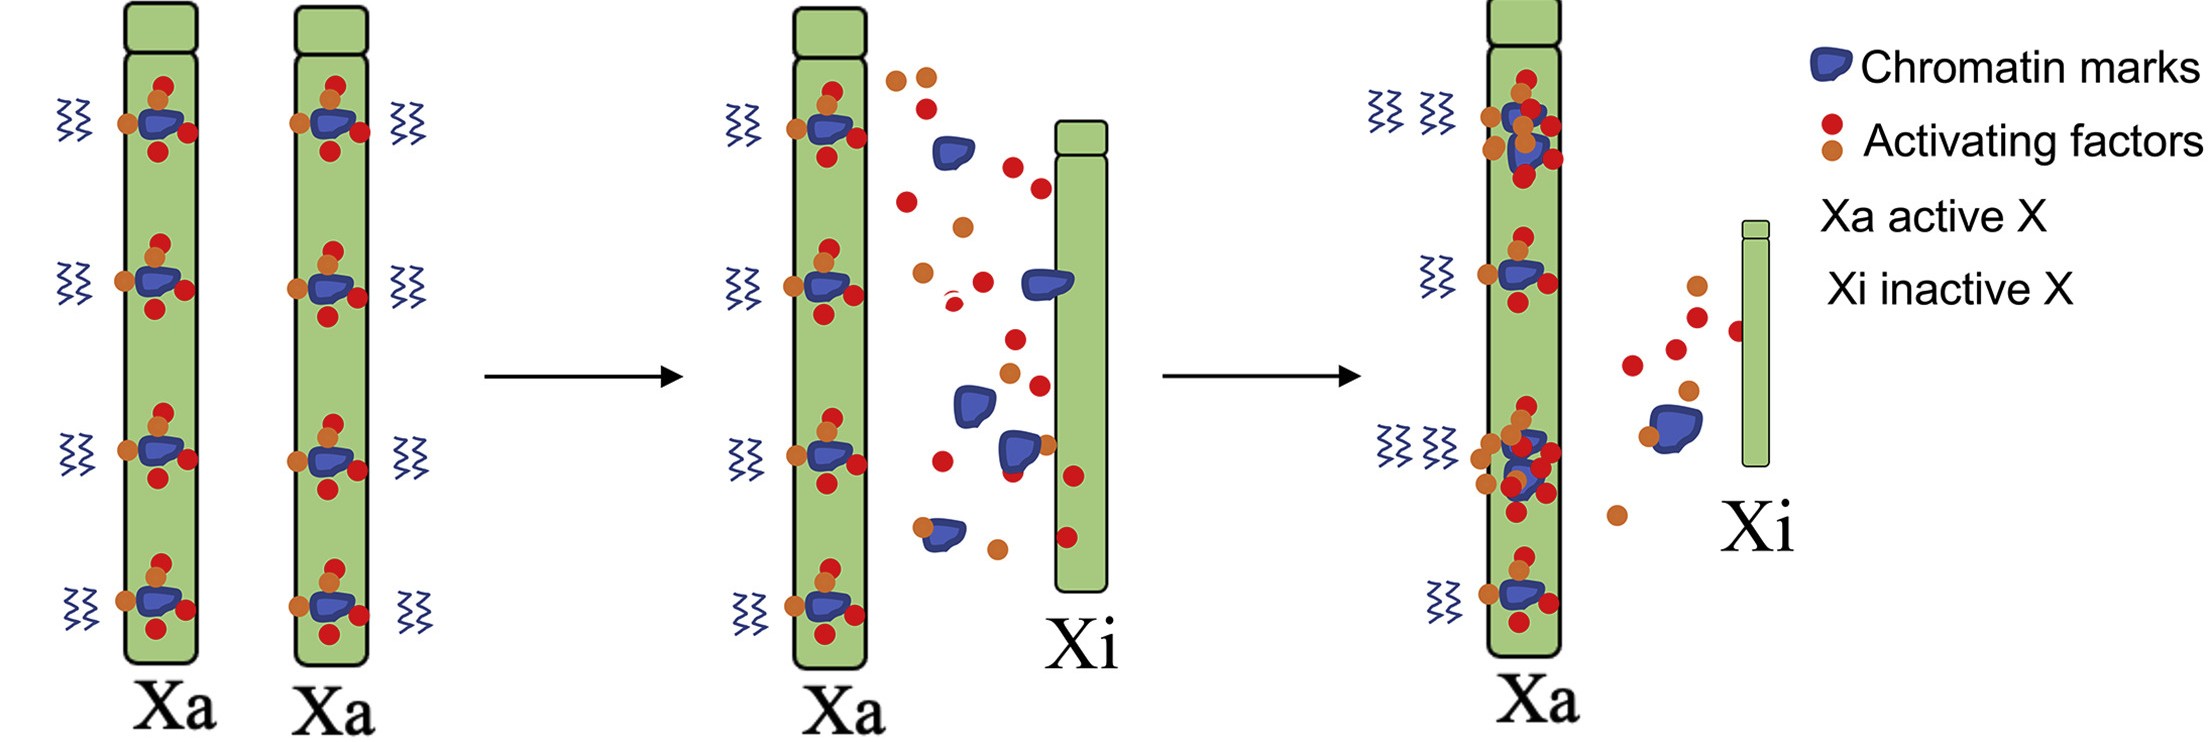 Chromatin marks
Activating factors
Xa active X
Xi inactive X
Xa
Xa
Xa
Xi
Xa
Xi